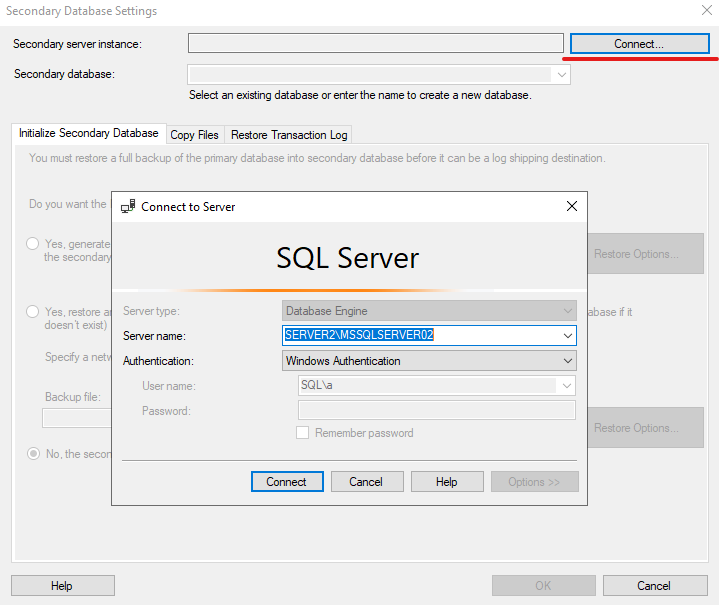 Secondary Database Settings
Secondary server instance:
Connect...
Secondary database:
Select an existing database or enter the name to create a new database.
Initialize Secondary Database
Copy Files
Restore Transaction Log
You must restore a full backup of the primary database into secondary database before it can be a log shipping destination.
Do you want the
Yes, generate
the secondary
Restore Options...
Yes, restore an
abase if it
doesn't exist)
Specify a netw
Backup file:
Restore Options...
No, the secon
Connect to Server
SQL Server
Server type:
Database Engine
Server name:
SERVER2\MSSQLSERVER02
Authentication:
Windows Authentication
User name:
SQL\a
Password:
Remember password
Connect
Cancel
Help
Options >>
Help
OK
Cancel